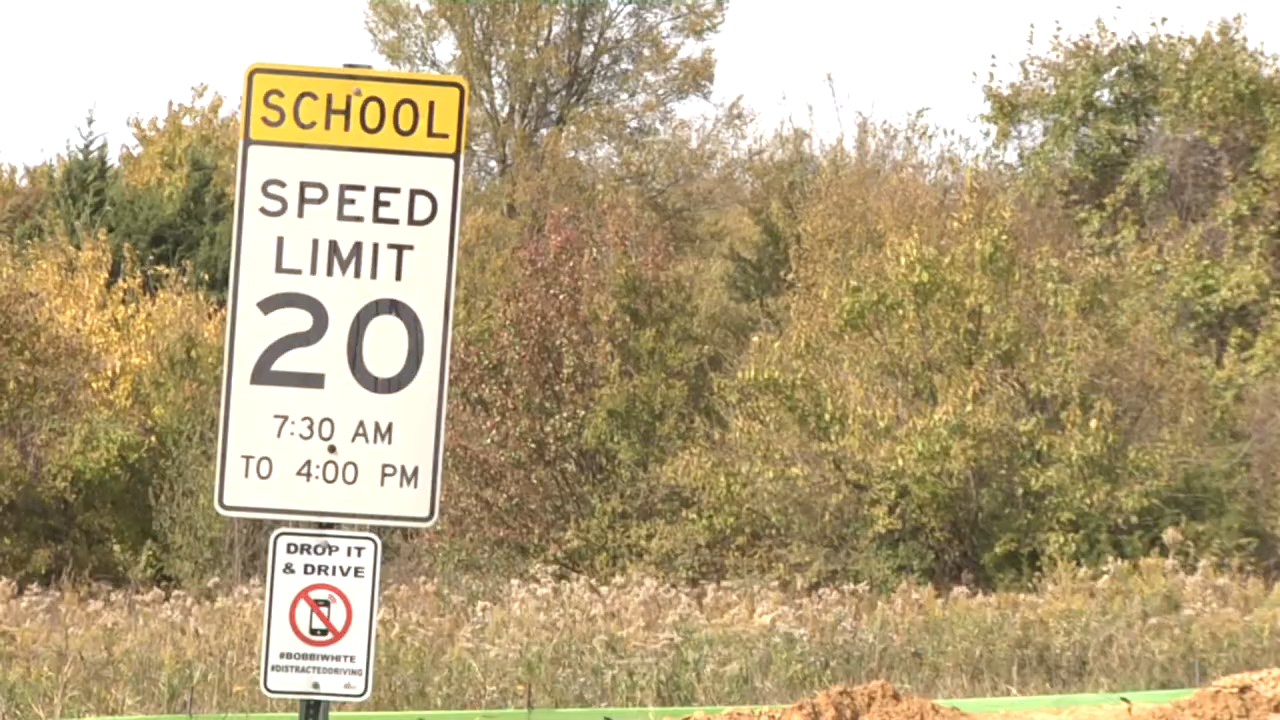 SCHOOL
SPEED
LIMIT
20
7:30 AM
TO 4:00 PM
DROP IT
& DRIVE
#BOBBIWHITE
#DISTRACTEDDRIVING